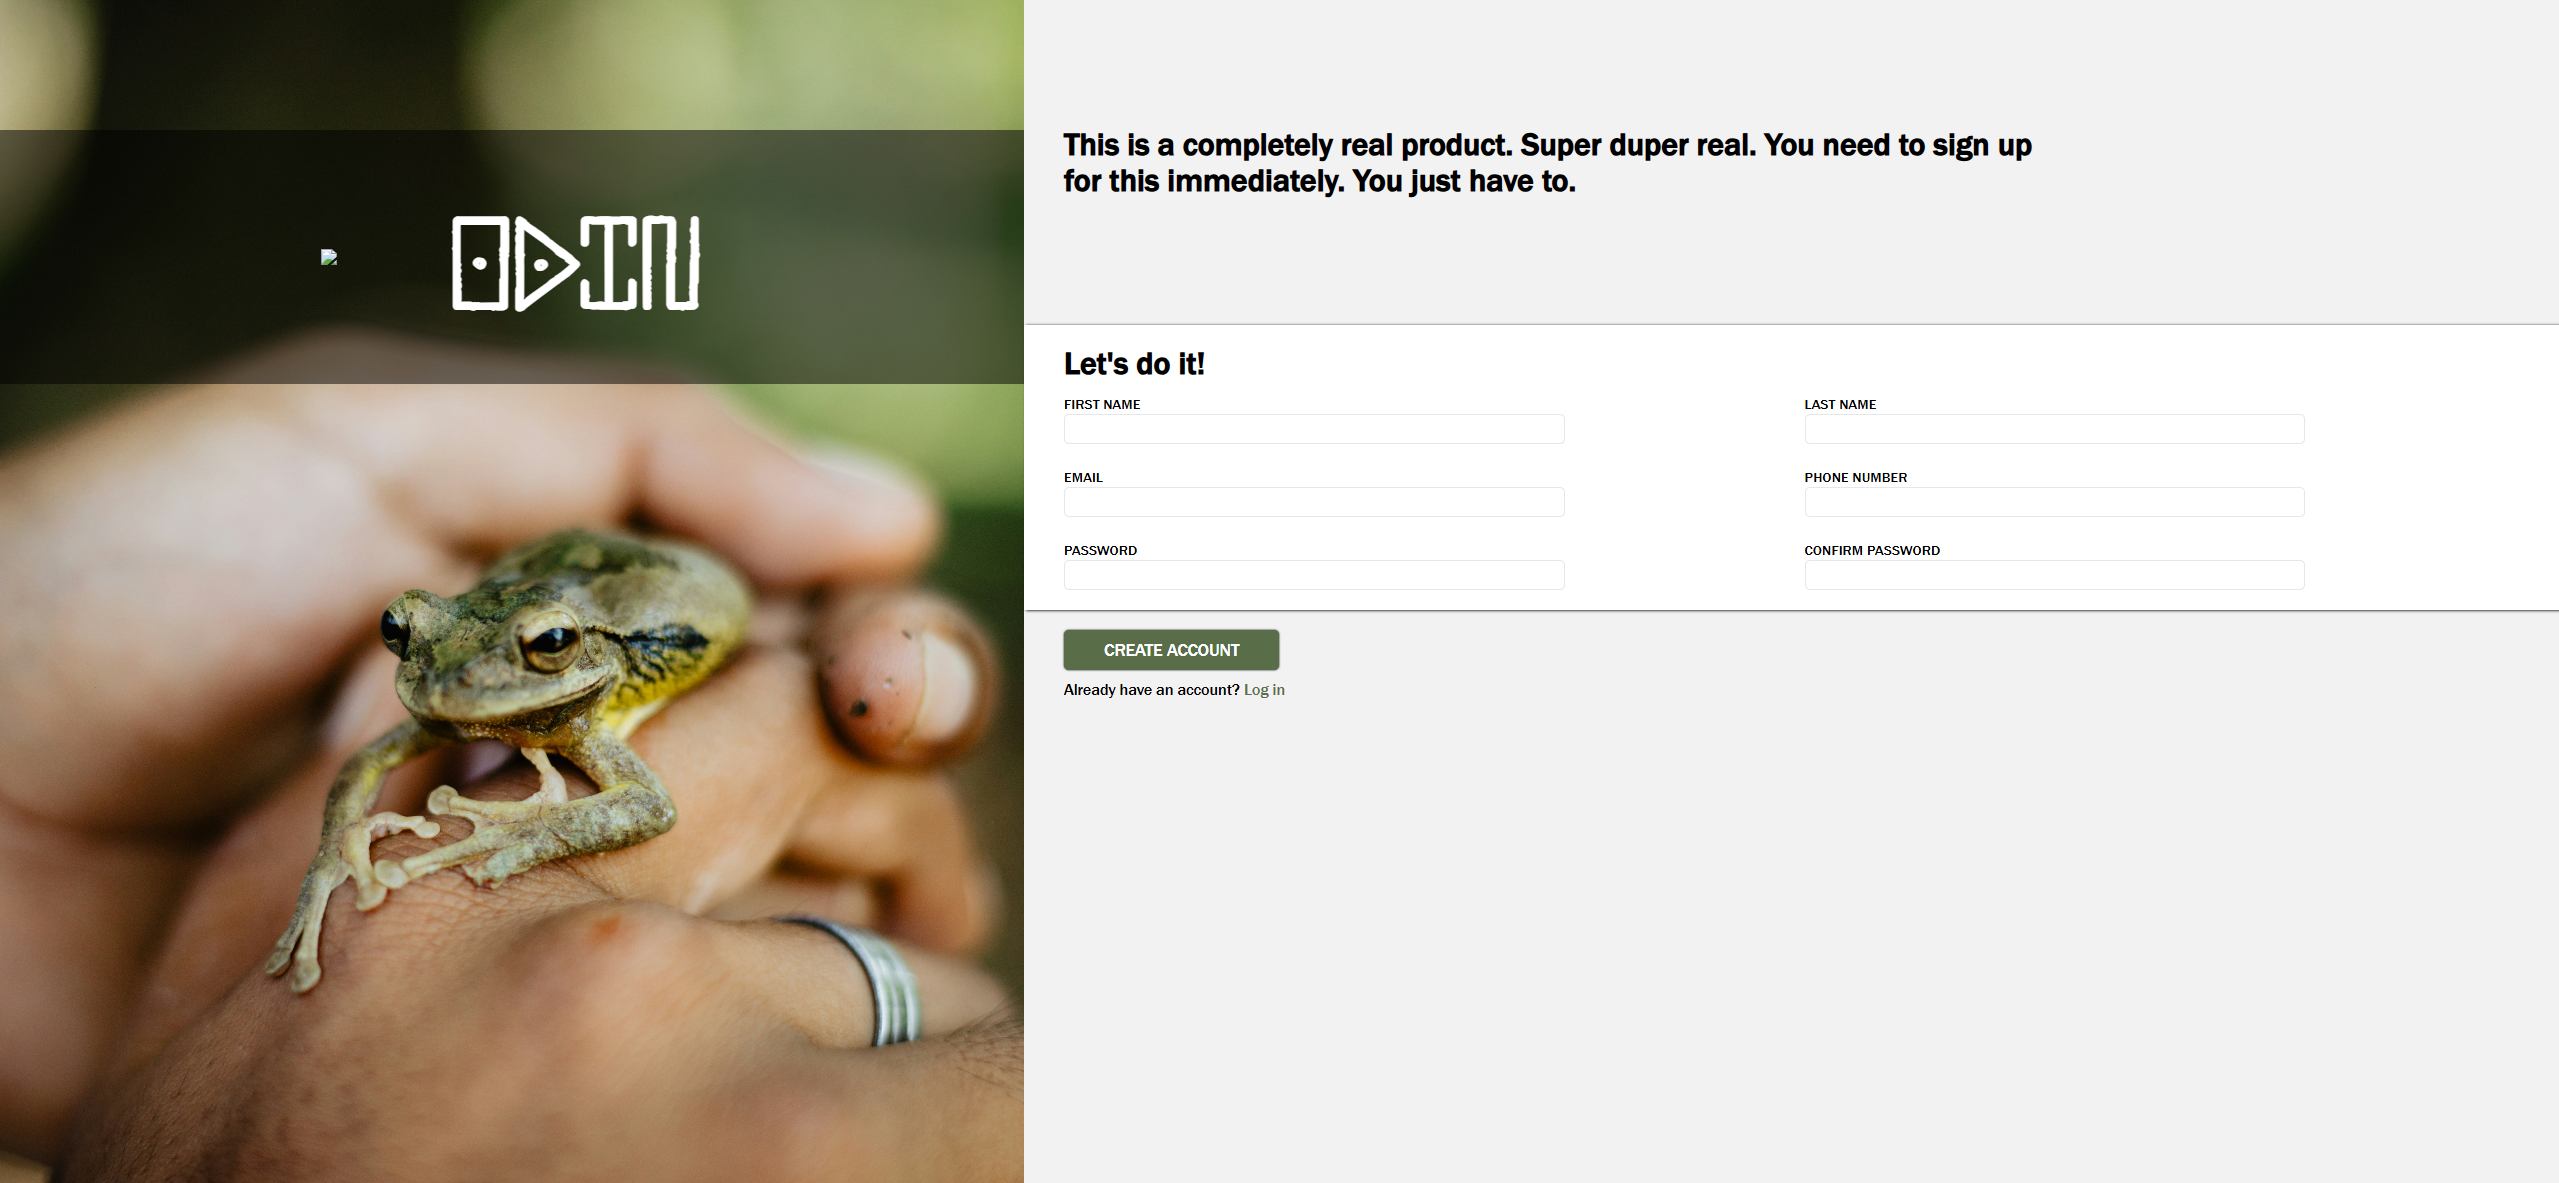 ODIN
This is a completely real product. Super duper real. You need to sign up
for this immediately. You just have to.
Let's do it!
FIRST NAME
LAST NAME
EMAIL
PHONE NUMBER
PASSWORD
CONFIRM PASSWORD
CREATE ACCOUNT
Already have an account? Log in